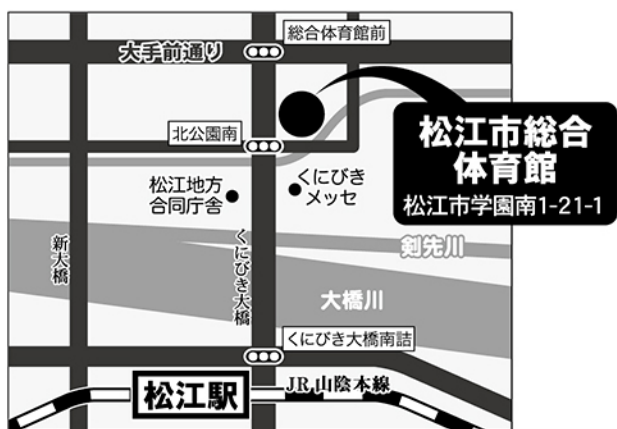 総合体育館前
大手前通り
北公園南
松江市総合
体育館
松江市学園南1-21-1
松江地方
合同庁舎
くにびき
メッセ
新大橋
くにびき大橋
剣先川
大橋川
くにびき大橋南詰
松江駅
JR山陰本線